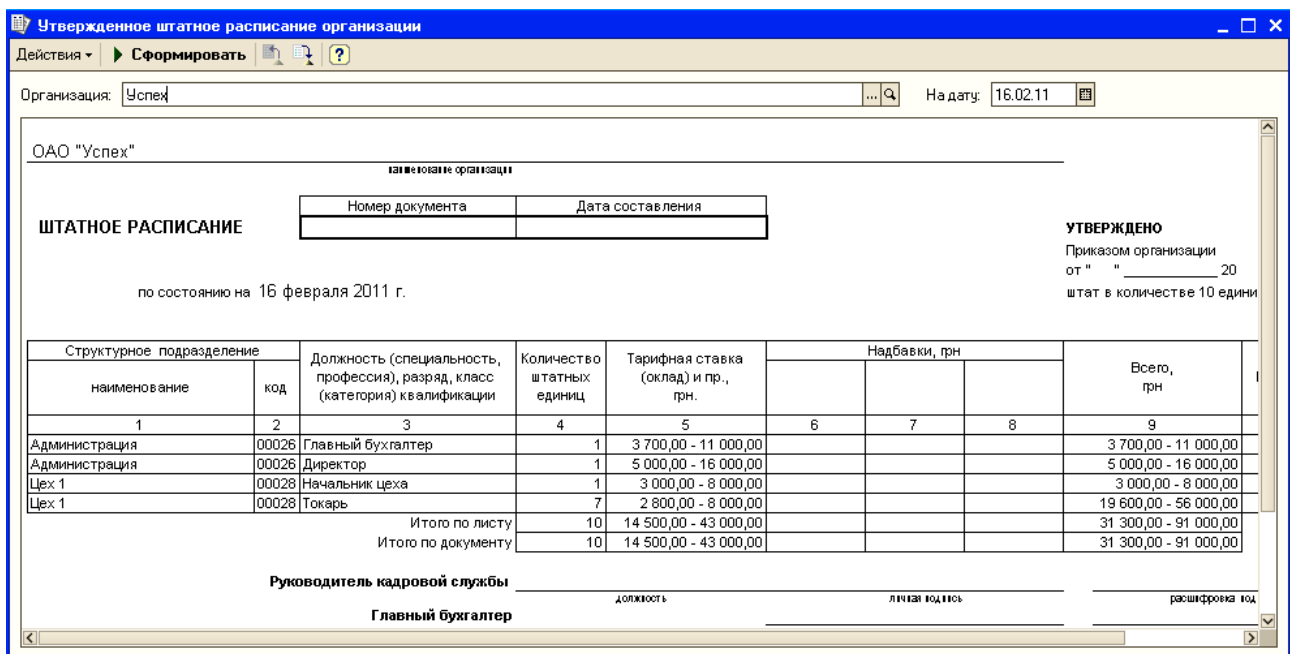 Утвержденное штатное расписание организации
Действия Сформировать
Организация: Успех На дату: 16.02.11
ОАО "Успех"
наименование организации
Номер документа Дата составления
ШТАТНОЕ РАСПИСАНИЕ УТВЕРЖДЕНО
Приказом организации
от " " ____________ 20
по состоянию на 16 февраля 2011 г. штат в количестве 10 едини
Структурное подразделение Должность (специальность, профессия), разряд, класс (категория) квалификации Количество штатных единиц Тарифная ставка (оклад) и пр., грн. Надбавки, грн Всего, грн
наименование код
1 2 3 4 5 6 7 8 9
Администрация 00026 Главный бухгалтер 1 3 700,00 - 11 000,00 3 700,00 - 11 000,00
Администрация 00026 Директор 1 5 000,00 - 16 000,00 5 000,00 - 16 000,00
Цех 1 00028 Начальник цеха 1 3 000,00 - 8 000,00 3 000,00 - 8 000,00
Цех 1 00028 Токарь 7 2 800,00 - 8 000,00 19 600,00 - 56 000,00
Итого по листу 10 14 500,00 - 43 000,00 31 300,00 - 91 000,00
Итого по документу 10 14 500,00 - 43 000,00 31 300,00 - 91 000,00
Руководитель кадровой службы
должность личная подпись расшифровка под
Главный бухгалтер